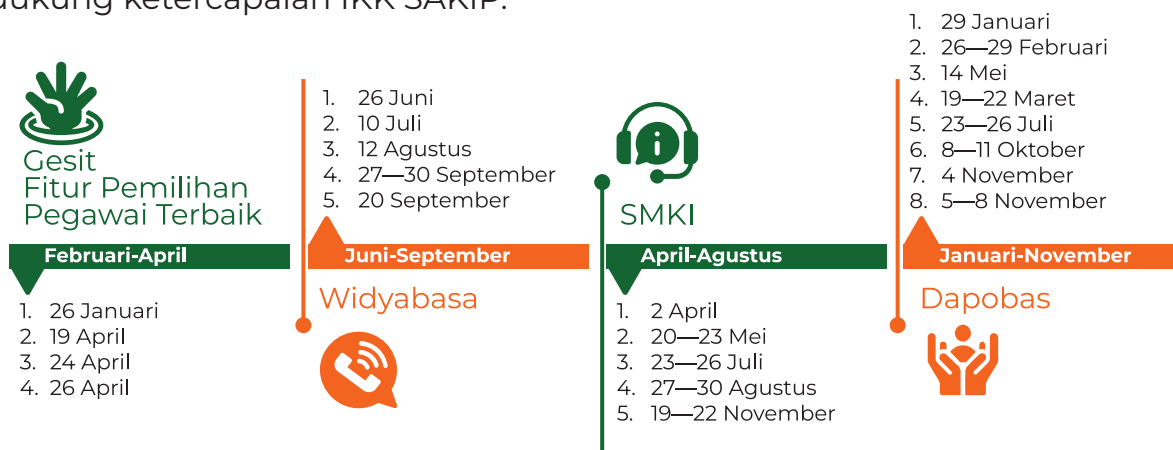 dukung ketercapaian IKK SAKIP.
Gesit
Fitur Pemilihan
Pegawai Terbaik
Februari-April
1. 26 Januari
2. 19 April
3. 24 April
4. 26 April
1. 26 Juni
2. 10 Juli
3. 12 Agustus
4. 27—30 September
5. 20 September
Juni-September
Widyabasa
SMKI
April-Agustus
1. 2 April
2. 20—23 Mei
3. 23—26 Juli
4. 27—30 Agustus
5. 19—22 November
1. 29 Januari
2. 26—29 Februari
3. 14 Mei
4. 19—22 Maret
5. 23—26 Juli
6. 8—11 Oktober
7. 4 November
8. 5—8 November
Januari-November
Dapobas